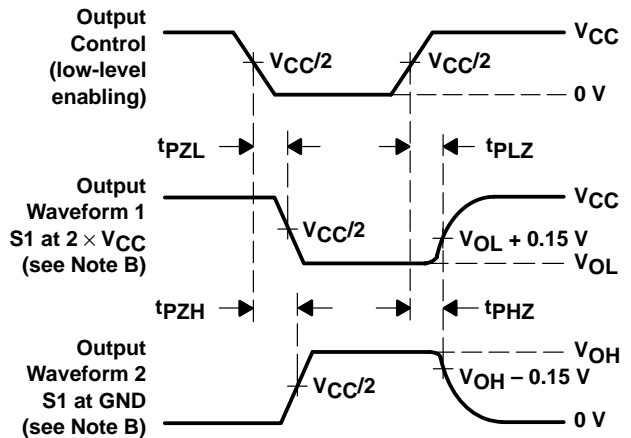 Output
Control
(low-level
enabling)
VCC/2
VCC/2
VCC
0 V
tPZL
tPLZ
Output
Waveform 1
S1 at 2 × VCC
(see Note B)
VCC/2
VCC
VOL + 0.15 V
VOL
tPZH
tPHZ
Output
Waveform 2
S1 at GND
(see Note B)
VCC/2
VOH
VOH – 0.15 V
0 V